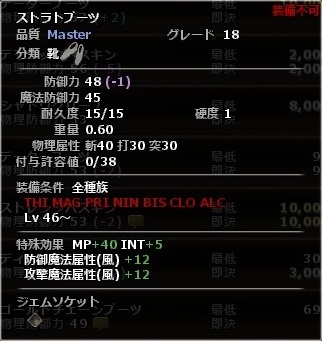 ストラトブーツ
装備不可
品質 Master グレード 18
分類 靴
防御力 48 (-1)
魔法防御力 45
耐久度 15/15 硬度 1
重量 0.60
物理属性 斬40 打30 突30
付与許容値 0/38
装備条件 全種族
THI MAG PRI NIN BIS CLO ALC
Lv 46～
特殊効果 MP+40 INT+5
防御魔法属性(風) +12
攻撃魔法属性(風) +12
ジェムソケット